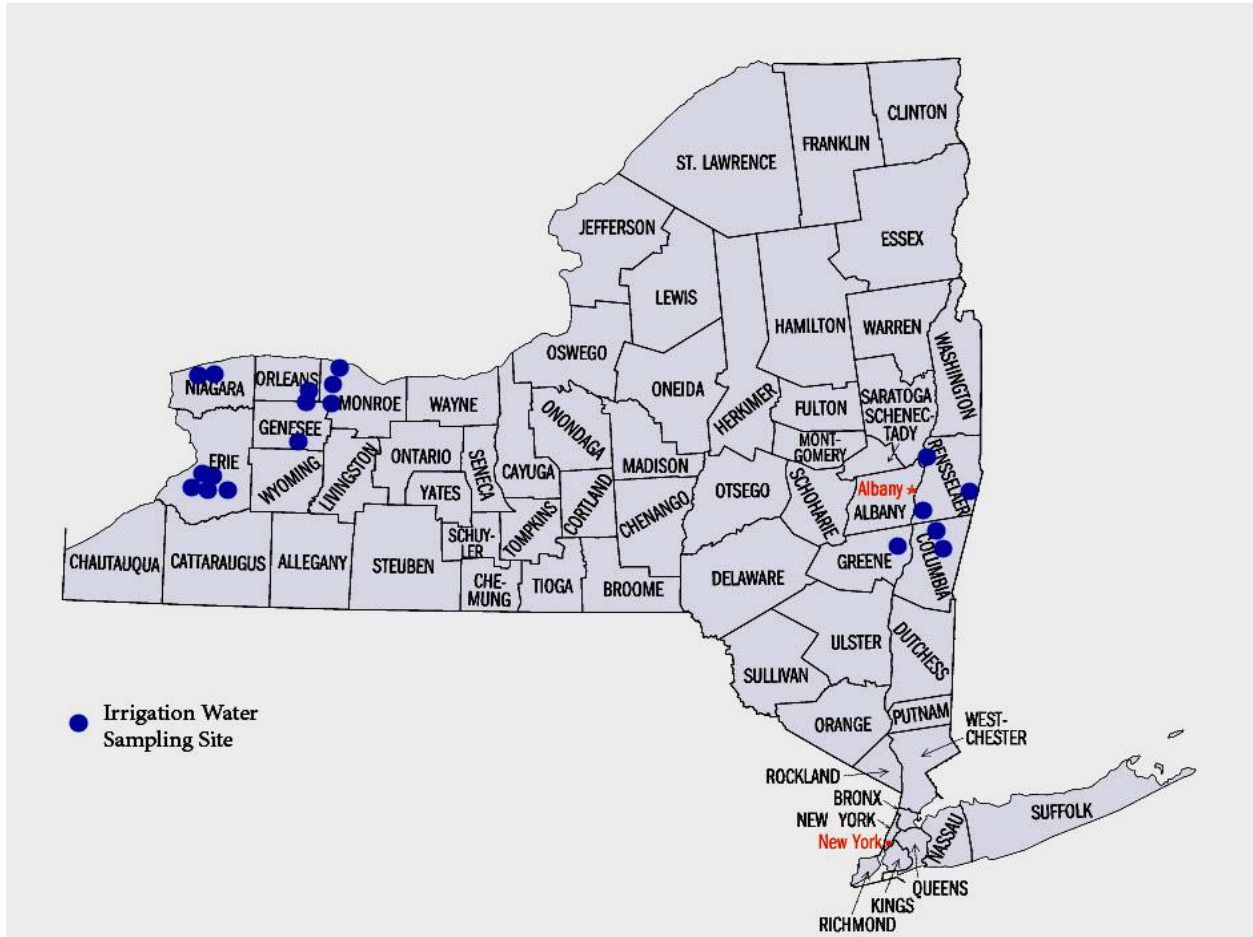 CLINTON
FRANKLIN
ST. LAWRENCE
JEFFERSON
ESSEX
LEWIS
HAMILTON
WARREN
WASHINGTON
OSWEGO
ONEIDA
HERKIMER
NIAGARA
ORLEANS
MONROE
WAYNE
FULTON
SARATOGA
SCHENEC-
TADY
ONONDAGA
GENESEE
MONT-
GOMERY
RENSSELAER
ERIE
WYOMING
LIVINGSTON
ONTARIO
SENECA
CAYUGA
MADISON
YATES
CORTLAND
CHENANGO
OTSEGO
SCHOHARIE
Albany
ALBANY
TOMPKINS
SCHUY-
LER
CHAUTAUQUA
CATTARAUGUS
ALLEGANY
STEUBEN
CHE-
MUNG
TIOGA
BROOME
DELAWARE
GREENE
COLUMBIA
ULSTER
DUTCHESS
SULLIVAN
ORANGE
PUTNAM
WEST-
CHESTER
Irrigation Water
Sampling Site
ROCKLAND
BRONX
NEW YORK
New York
NASSAU
SUFFOLK
QUEENS
KINGS
RICHMOND